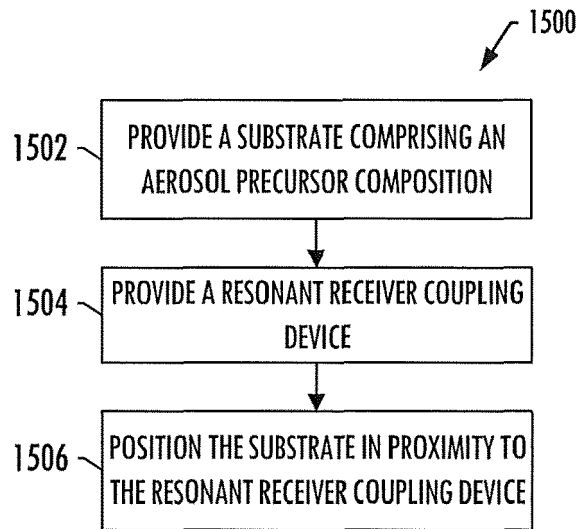 1500
1502
PROVIDE A SUBSTRATE COMPRISING AN
AEROSOL PRECURSOR COMPOSITION
1504
PROVIDE A RESONANT RECEIVER COUPLING
DEVICE
1506
POSITION THE SUBSTRATE IN PROXIMITY TO
THE RESONANT RECEIVER COUPLING DEVICE